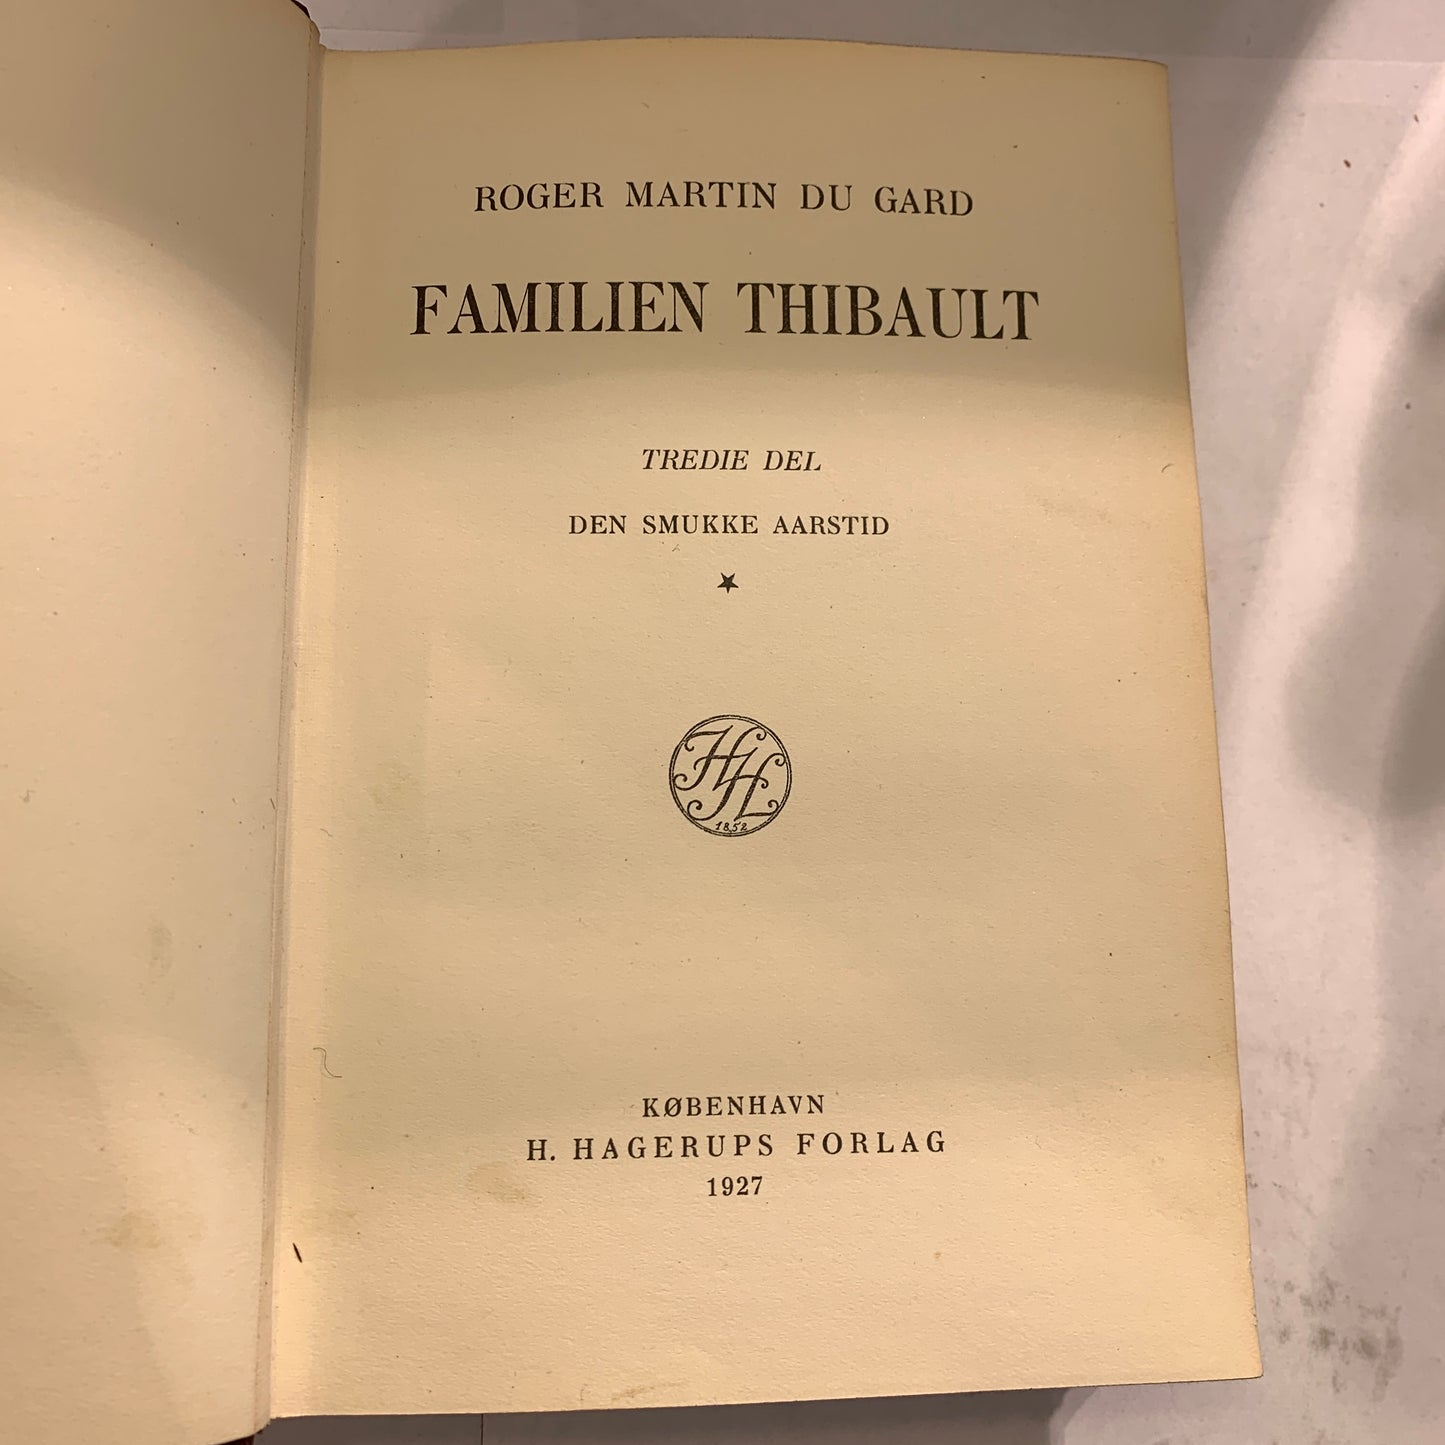 ROGER MARTIN DU GARD
FAMILIEN THIBAULT
TREDIE DEL
DEN SMUKKE AARSTID
HH
1852
KØBENHAVN
H. HAGERUPS FORLAG
1927